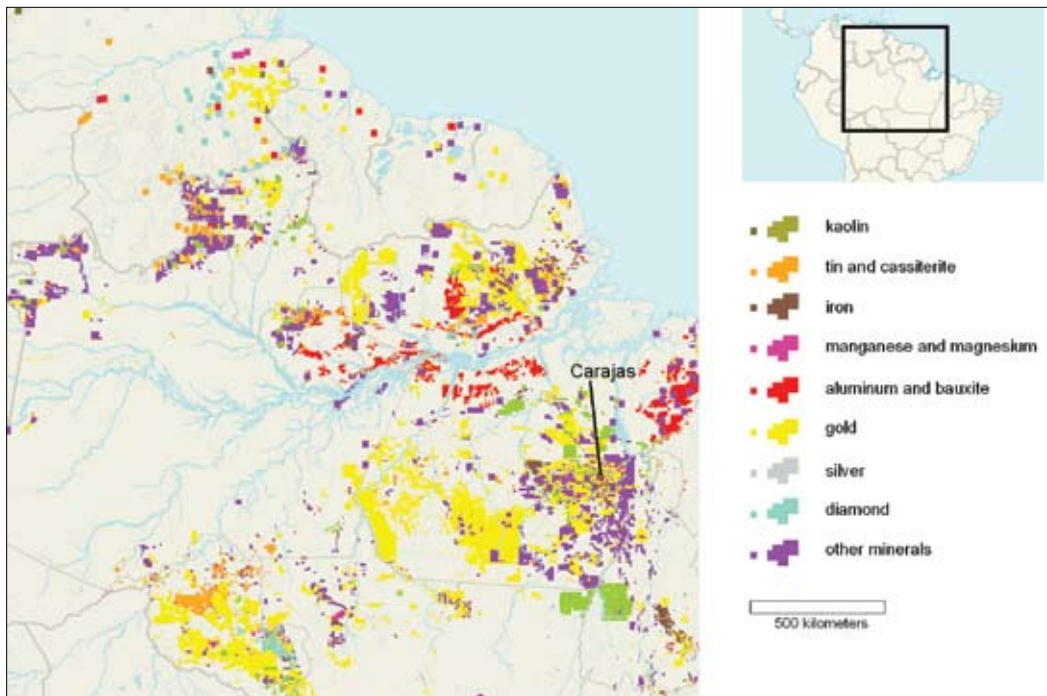 Carajas
kaolin
tin and cassiterite
iron
manganese and magnesium
aluminum and bauxite
gold
silver
diamond
other minerals
500 kilometers